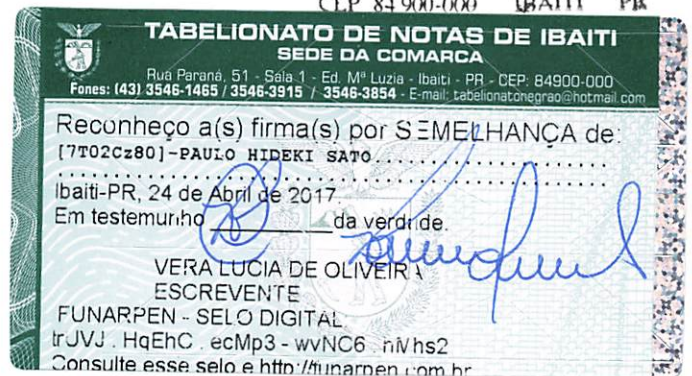 CEP 84900-000 IBAITI PR
TABELIONATO DE NOTAS DE IBAITI
SEDE DA COMARCA
Rua Paraná, 51 - Sala 1 - Ed. Mª Luzia - Ibaiti - PR - CEP: 84900-000
Fones: (43) 3546-1465 / 3546-3915 / 3546-3854 - E-mail: tabelionatonegrao@hotmail.com
Reconheço a(s) firma(s) por SEMELHANÇA de:
[7T02Cz80]-PAULO HIDEKI SATO
Ibaiti-PR, 24 de Abril de 2017.
Em testemunho ________ da verdade.
VERA LUCIA DE OLIVEIRA
ESCREVENTE
FUNARPEN - SELO DIGITAL
trJVJ . HqEhC . ecMp3 - wvNC6 . hNhs2
Consulte esse selo e http://funarpen.com.br